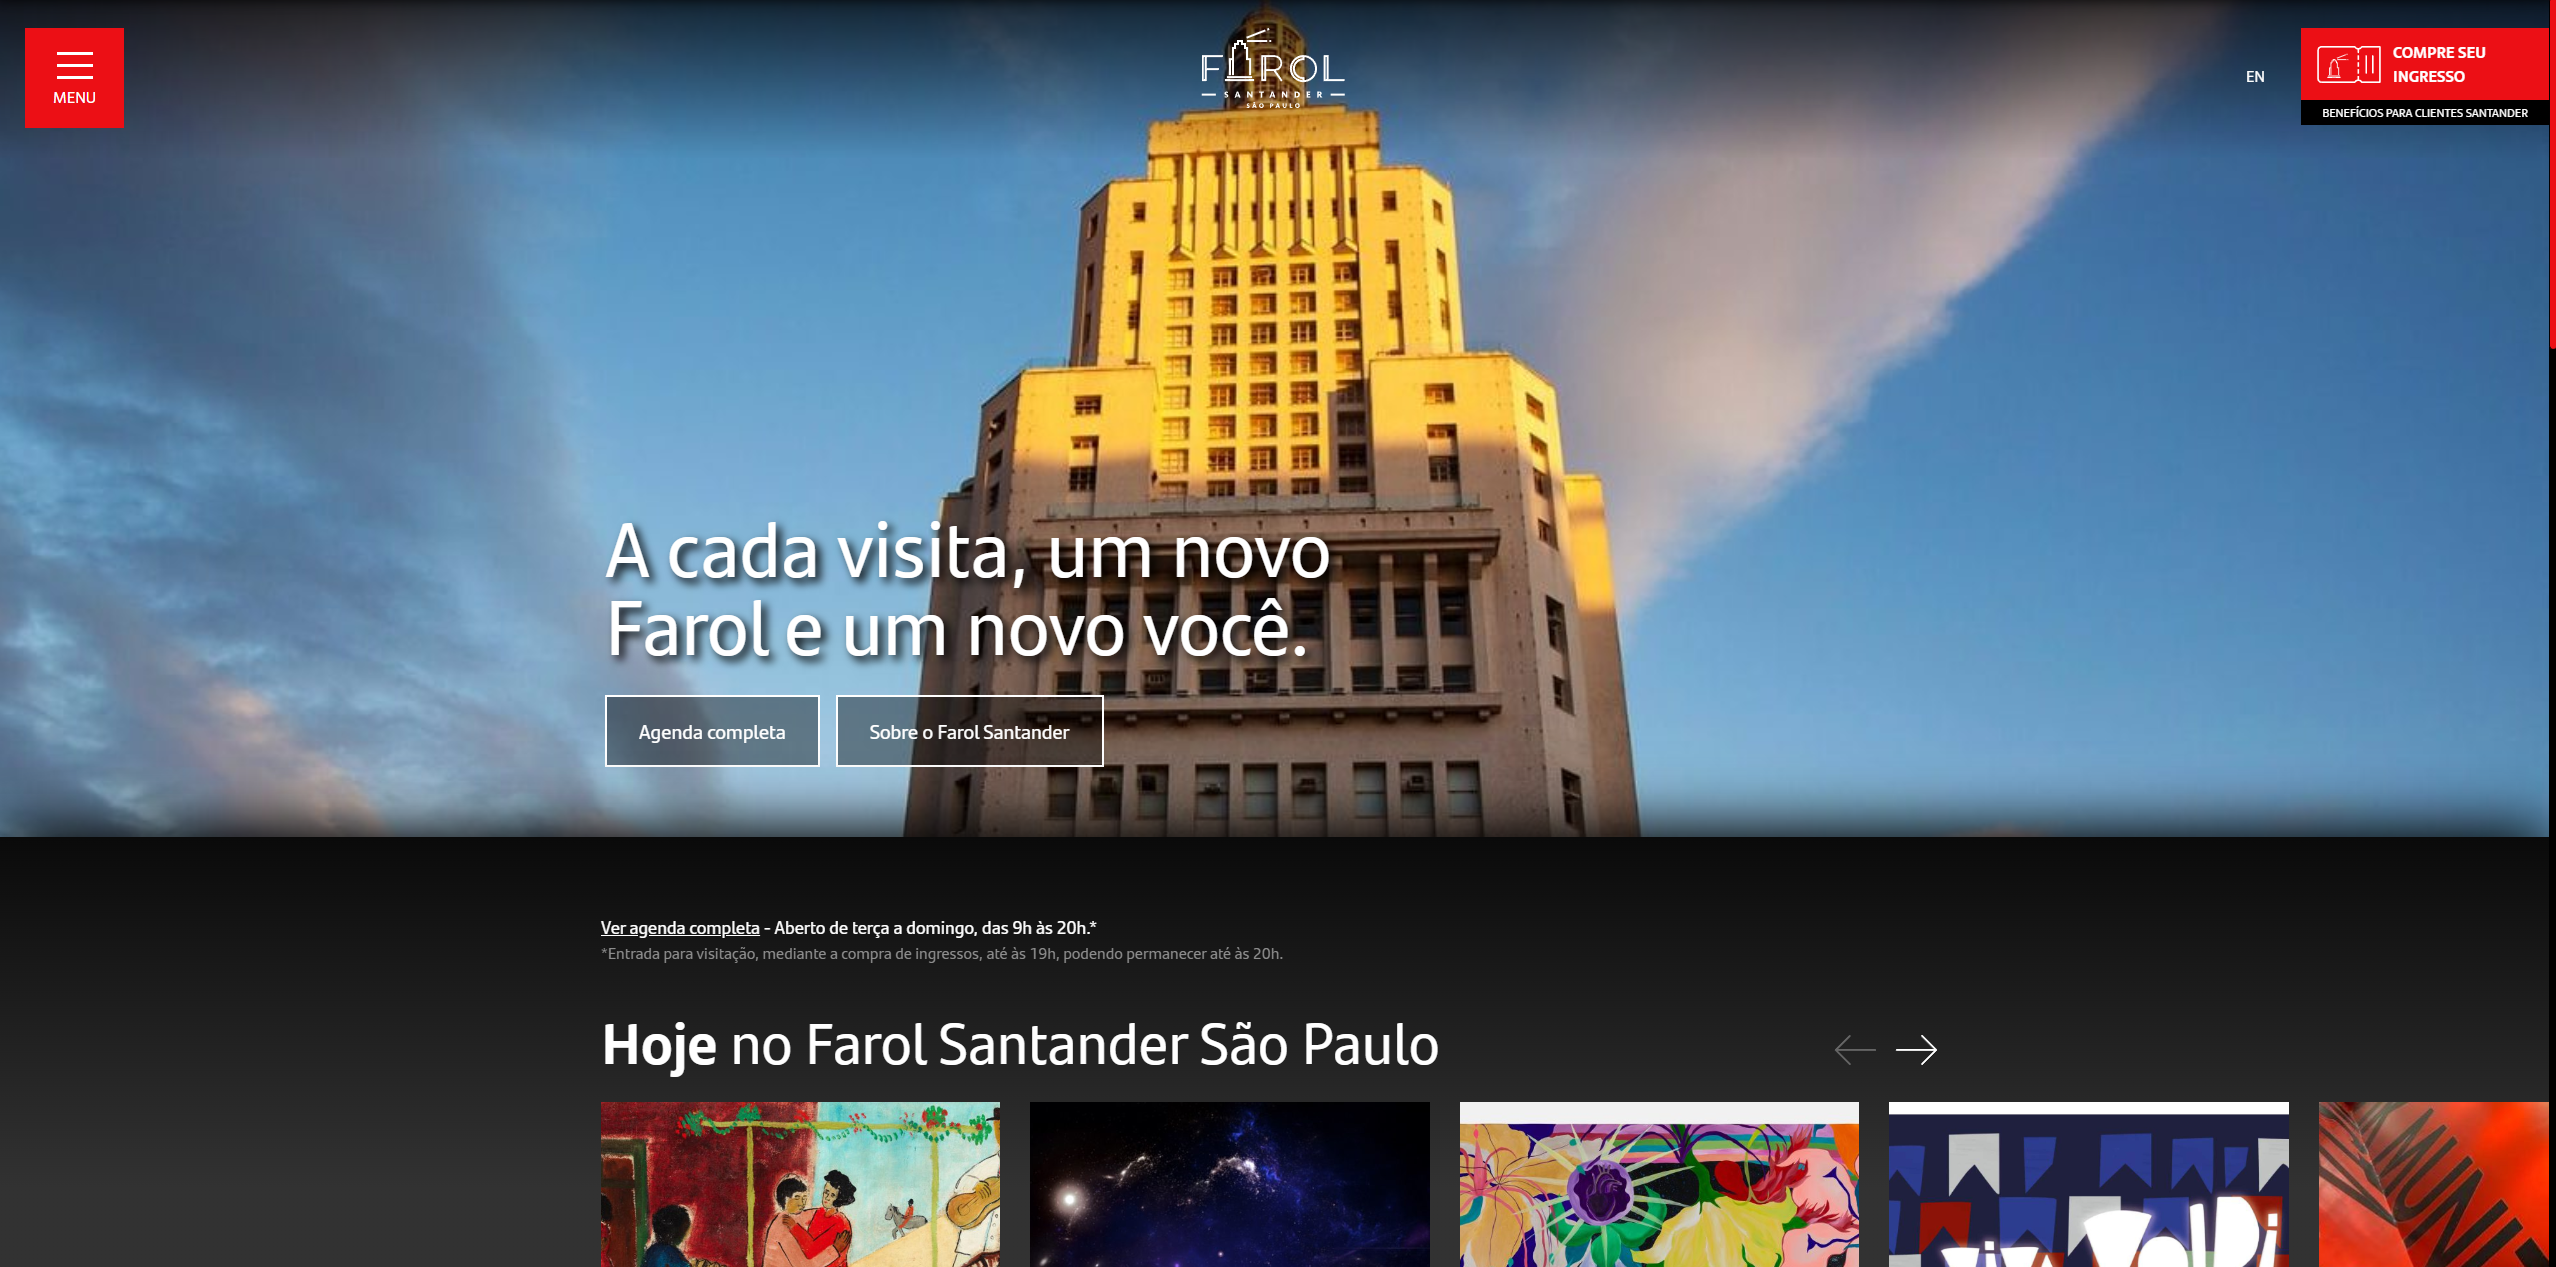 MENU
FAROL
SANTANDER
SÃO PAULO
EN
COMPRE SEU
INGRESSO
BENEFÍCIOS PARA CLIENTES SANTANDER
A cada visita, um novo
Farol e um novo você.
Agenda completa
Sobre o Farol Santander
Ver agenda completa - Aberto de terça a domingo, das 9h às 20h.*
*Entrada para visitação, mediante a compra de ingressos, até às 19h, podendo permanecer até às 20h.
Hoje no Farol Santander São Paulo